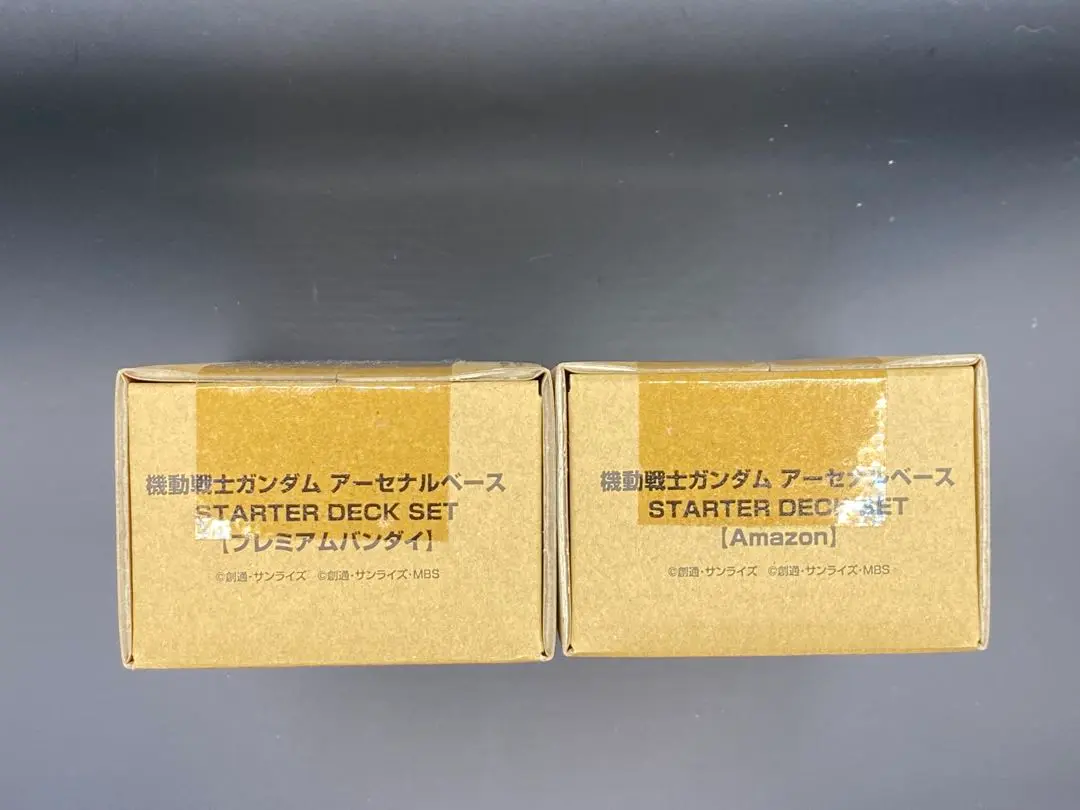 機動戦士ガンダム アーセナルベース
STARTER DECK SET
【プレミアムバンダイ】
©創通・サンライズ ©創通・サンライズ・MBS
機動戦士ガンダム アーセナルベース
STARTER DECK SET
【Amazon】
©創通・サンライズ ©創通・サンライズ・MBS